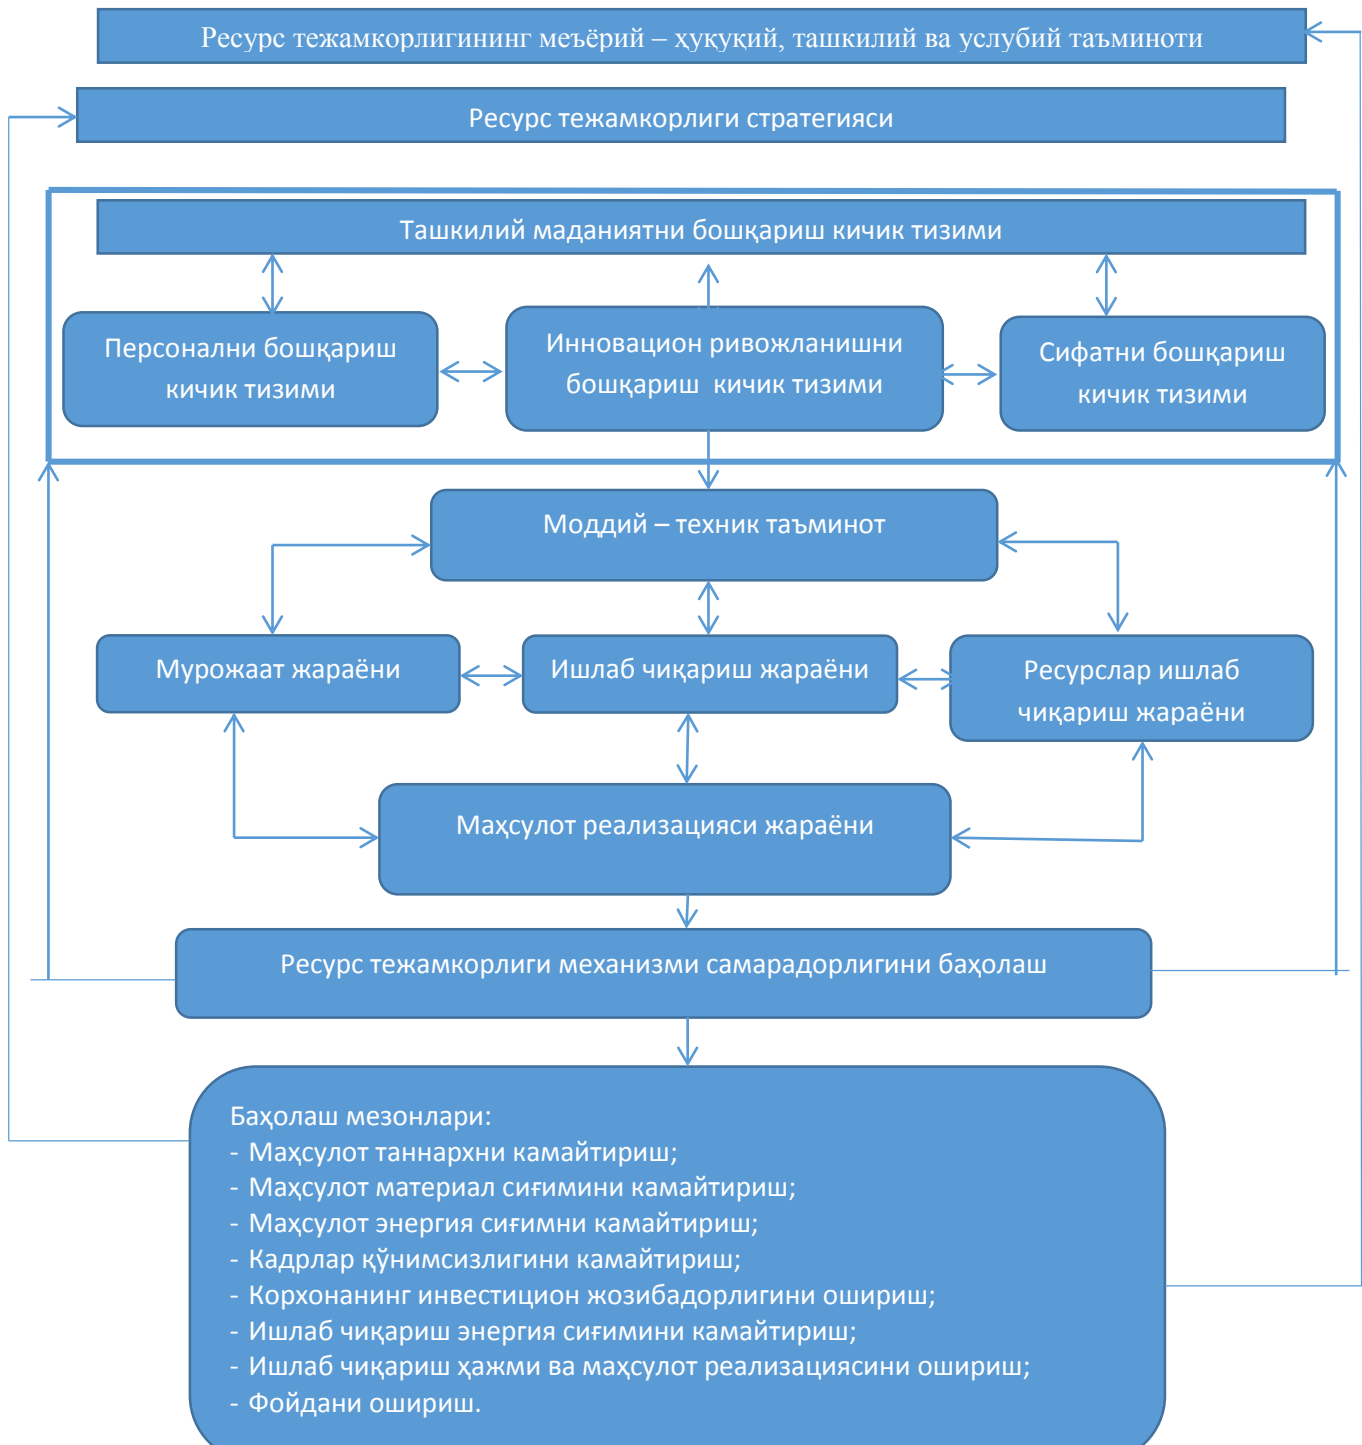 Ресурс тежамкорлигининг меъёрий – ҳуқуқий, ташкилий ва услубий таъминоти
Ресурс тежамкорлиги стратегияси
Ташкилий маданиятни бошқариш кичик тизими
Персонални бошқариш
кичик тизими
Инновацион ривожланишни
бошқариш кичик тизими
Сифатни бошқариш
кичик тизими
Моддий – техник таъминот
Мурожаат жараёни
Ишлаб чиқариш жараёни
Ресурслар ишлаб
чиқариш жараёни
Маҳсулот реализацияси жараёни
Ресурс тежамкорлиги механизми самарадорлигини баҳолаш
Баҳолаш мезонлари:
- Маҳсулот таннархни камайтириш;
- Маҳсулот материал сиғимини камайтириш;
- Маҳсулот энергия сиғимни камайтириш;
- Кадрлар қўнимсизлигини камайтириш;
- Корхонанинг инвестицион жозибадорлигини ошириш;
- Ишлаб чиқариш энергия сиғимини камайтириш;
- Ишлаб чиқариш ҳажми ва маҳсулот реализациясини ошириш;
- Фойдани ошириш.